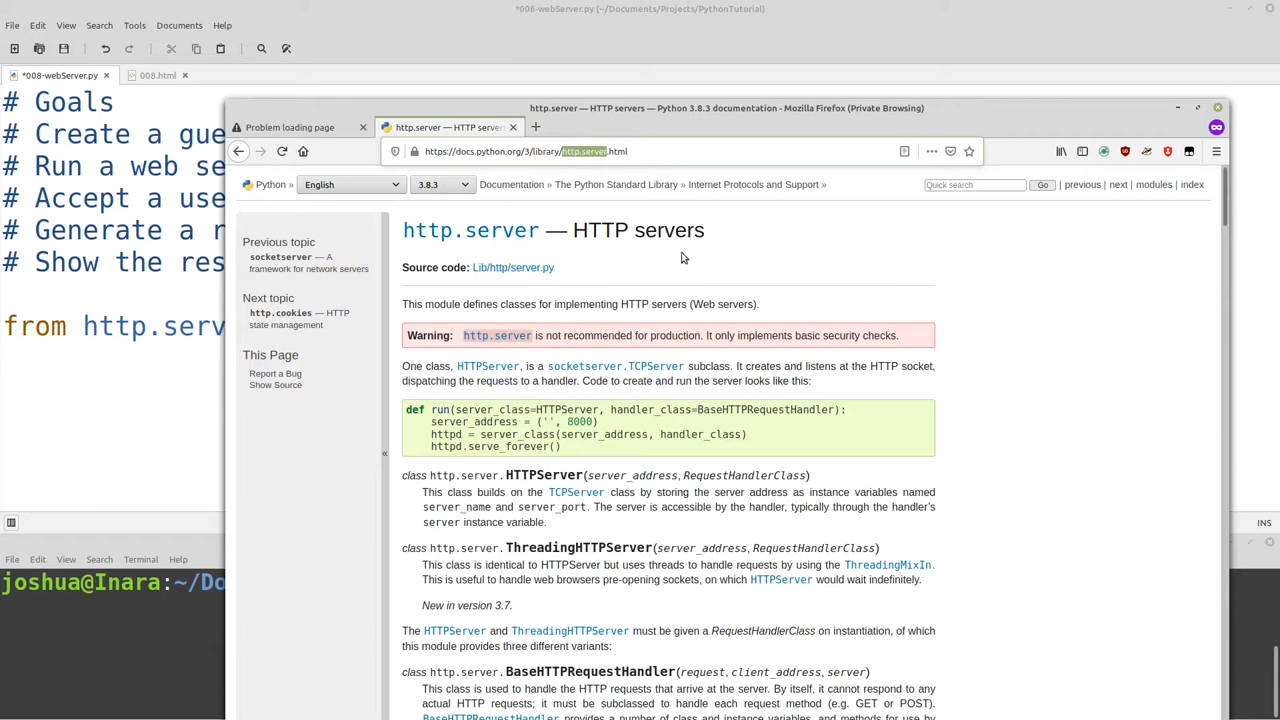 *008-webServer.py (~/Documents/Projects/PythonTutorial)
File Edit View Search Tools Documents Help
*008-webServer.py × 008.html ×
# Goals
# Create a gue
# Run a web se
# Accept a use
# Generate a r
# Show the res
from http.serv
INS
File Edit View Search Terminal Help
joshua@Inara:~/Do
http.server — HTTP servers — Python 3.8.3 documentation - Mozilla Firefox (Private Browsing)
Problem loading page × http.server — HTTP server × +
https://docs.python.org/3/library/http.server.html
Python » English 3.8.3 Documentation » The Python Standard Library » Internet Protocols and Support » Quick search Go | previous | next | modules | index
Previous topic
socketserver — A
framework for network servers
Next topic
http.cookies — HTTP
state management
This Page
Report a Bug
Show Source
«
http.server — HTTP servers
Source code: Lib/http/server.py
This module defines classes for implementing HTTP servers (Web servers).
Warning: http.server is not recommended for production. It only implements basic security checks.
One class, HTTPServer, is a socketserver.TCPServer subclass. It creates and listens at the HTTP socket,
dispatching the requests to a handler. Code to create and run the server looks like this:
def run(server_class=HTTPServer, handler_class=BaseHTTPRequestHandler):
server_address = ('', 8000)
httpd = server_class(server_address, handler_class)
httpd.serve_forever()
class http.server.HTTPServer(server_address, RequestHandlerClass)
This class builds on the TCPServer class by storing the server address as instance variables named
server_name and server_port. The server is accessible by the handler, typically through the handler's
server instance variable.
class http.server.ThreadingHTTPServer(server_address, RequestHandlerClass)
This class is identical to HTTPServer but uses threads to handle requests by using the ThreadingMixIn.
This is useful to handle web browsers pre-opening sockets, on which HTTPServer would wait indefinitely.
New in version 3.7.
The HTTPServer and ThreadingHTTPServer must be given a RequestHandlerClass on instantiation, of which
this module provides three different variants:
class http.server.BaseHTTPRequestHandler(request, client_address, server)
This class is used to handle the HTTP requests that arrive at the server. By itself, it cannot respond to any
actual HTTP requests; it must be subclassed to handle each request method (e.g. GET or POST).
BaseHTTPRequestHandler provides a number of class and instance variables, and methods for use by